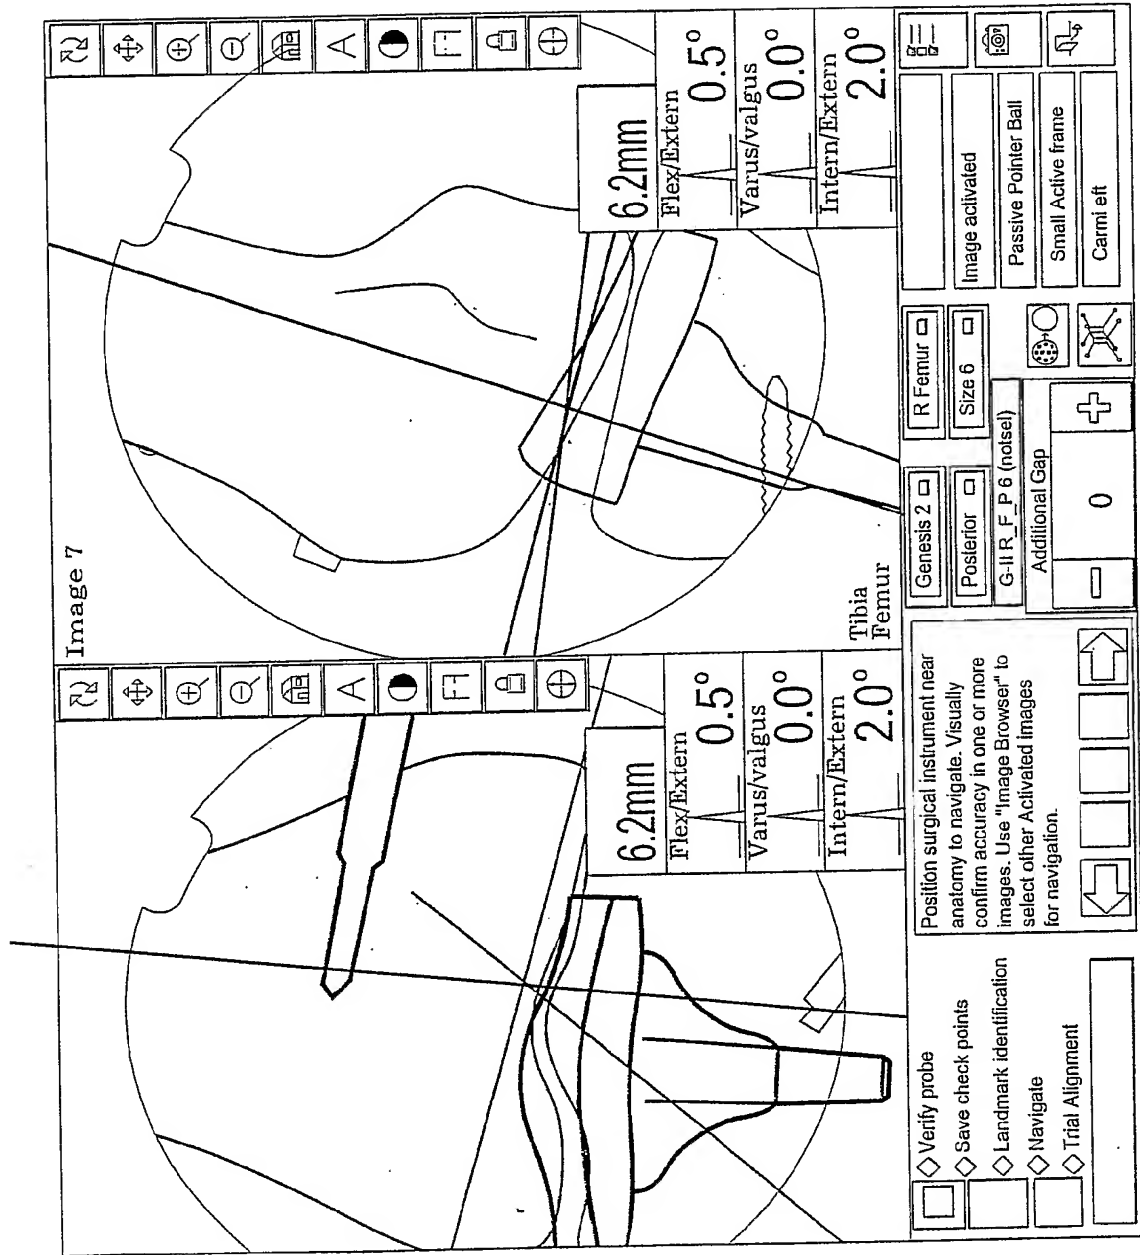 6.2mm
Flex/Extern
0.5°
Varus/valgus
0.0°
Intern/Extern
2.0°
Image 7
Tibia
Femur
6.2mm
Flex/Extern
0.5°
Varus/valgus
0.0°
Intern/Extern
2.0°
Verify probe
Save check points
Landmark identification
Navigate
Trial Alignment
Position surgical instrument near
anatomy to navigate. Visually
confirm accuracy in one or more
images. Use "Image Browser" to
select other Activated images
for navigation.
Genesis 2
R Femur
Posterior
Size 6
G-II R_F_P 6 (notsel)
Additional Gap
0
Image activated
Passive Pointer Ball
Small Active frame
Carmi eft